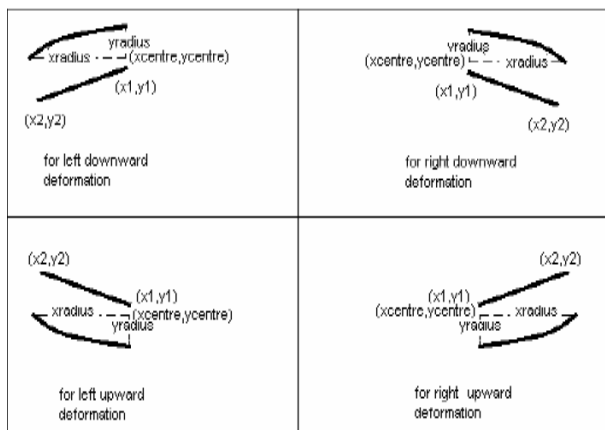 yradius
xradius
(xcentre,ycentre)
(x1,y1)
(x2,y2)
for left downward
deformation
yradius
(xcentre,ycentre)
xradius
(x1,y1)
(x2,y2)
for right downward
deformation
(x2,y2)
(x1,y1)
xradius
(xcentre,ycentre)
yradius
for left upward
deformation
(x2,y2)
(x1,y1)
(xcentre,ycentre)
xradius
yradius
for right upward
deformation